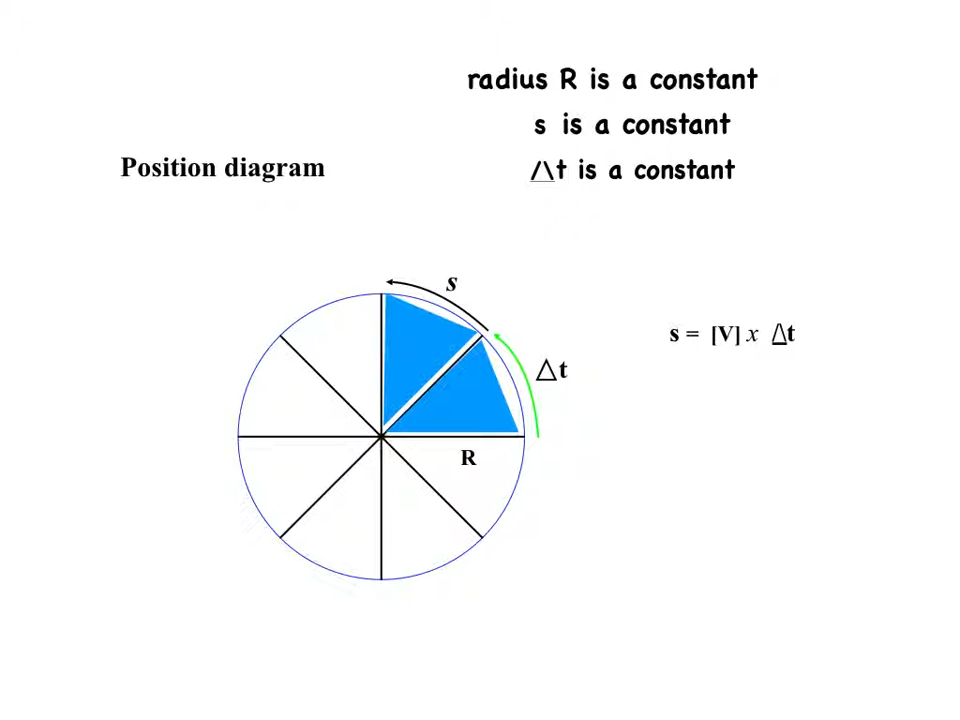 radius R is a constant
s is a constant
Position diagram
/\t is a constant
s
s = [V] x /\t
△t
R